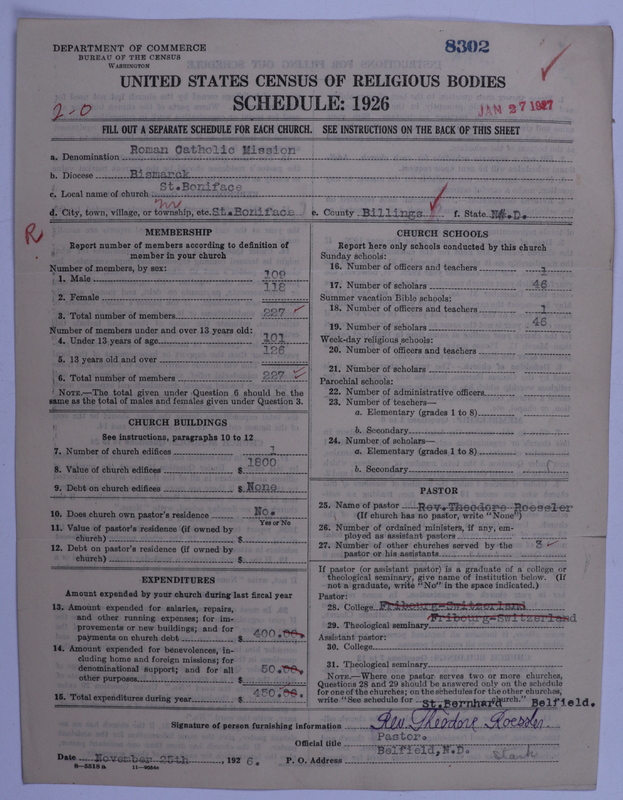 DEPARTMENT OF COMMERCE
BUREAU OF THE CENSUS
WASHINGTON
8302
UNITED STATES CENSUS OF RELIGIOUS BODIES
SCHEDULE: 1926
2-0
JAN 27 1927
FILL OUT A SEPARATE SCHEDULE FOR EACH CHURCH. SEE INSTRUCTIONS ON THE BACK OF THIS SHEET
a. Denomination Roman Catholic Mission
b. Diocese Bismarck
c. Local name of church St.Boniface
d. City, town, village, or township, etc. St.Boniface e. County Billings f. State N.D.
R
MEMBERSHIP
Report number of members according to definition of
member in your church
Number of members, by sex:
1. Male 109
2. Female 118
3. Total number of members 227
Number of members under and over 13 years old:
4. Under 13 years of age 101
5. 13 years old and over 126
6. Total number of members 227
NOTE.—The total given under Question 6 should be the
same as the total of males and females given under Question 3.
CHURCH BUILDINGS
See instructions, paragraphs 10 to 12
7. Number of church edifices 1
8. Value of church edifices $ 1800
9. Debt on church edifices $ None
10. Does church own pastor's residence No.
Yes or No
11. Value of pastor's residence (if owned by
church) $
12. Debt on pastor's residence (if owned by
church) $
EXPENDITURES
Amount expended by your church during last fiscal year
13. Amount expended for salaries, repairs,
and other running expenses; for im-
provements or new buildings; and for
payments on church debt $ 400.00.
14. Amount expended for benevolences, in-
cluding home and foreign missions; for
denominational support; and for all
other purposes $ 50.00.
15. Total expenditures during year $ 450.00.
CHURCH SCHOOLS
Report here only schools conducted by this church
Sunday schools:
16. Number of officers and teachers 1
17. Number of scholars 46
Summer vacation Bible schools:
18. Number of officers and teachers 1
19. Number of scholars 46
Week-day religious schools:
20. Number of officers and teachers
21. Number of scholars
Parochial schools:
22. Number of administrative officers
23. Number of teachers—
a. Elementary (grades 1 to 8)
b. Secondary
24. Number of scholars—
a. Elementary (grades 1 to 8)
b. Secondary
PASTOR
25. Name of pastor Rev. Theodore Roessler
(If church has no pastor, write "None")
26. Number of ordained ministers, if any, em-
ployed as assistant pastors
27. Number of other churches served by the
pastor or his assistants 3
If pastor (or assistant pastor) is a graduate of a college or
theological seminary, give name of institution below. (If
not a graduate, write "No" in the space indicated.)
Pastor:
28. College Fribourg-Switzerland
29. Theological seminary Fribourg-Switzerland
Assistant pastor:
30. College
31. Theological seminary
NOTE.—Where one pastor serves two or more churches,
Questions 28 and 29 should be answered only on the schedule
for one of the churches; on the schedules for the other churches,
write "See schedule for St.Bernhard church." Belfield.
Signature of person furnishing information Rev Theodore Roessler
Official title Pastor.
Date November 25th, 1926. P. O. Address Belfield, N.D. Stark
8-5518a 11-9254a